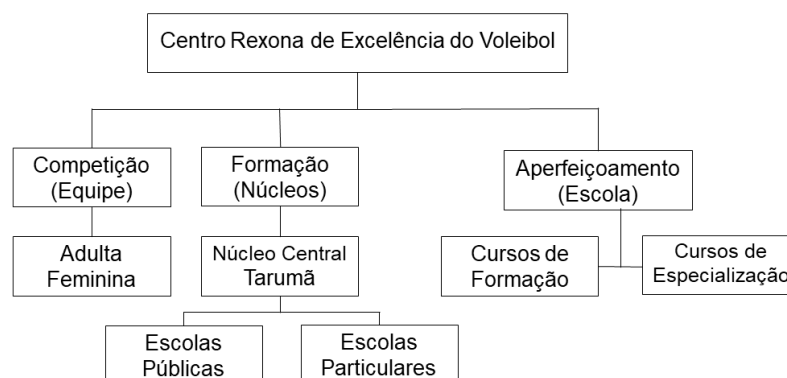 Centro Rexona de Excelência do Voleibol
Competição
(Equipe)
Formação
(Núcleos)
Aperfeiçoamento
(Escola)
Adulta
Feminina
Núcleo Central
Tarumã
Cursos de
Formação
Cursos de
Especialização
Escolas
Públicas
Escolas
Particulares